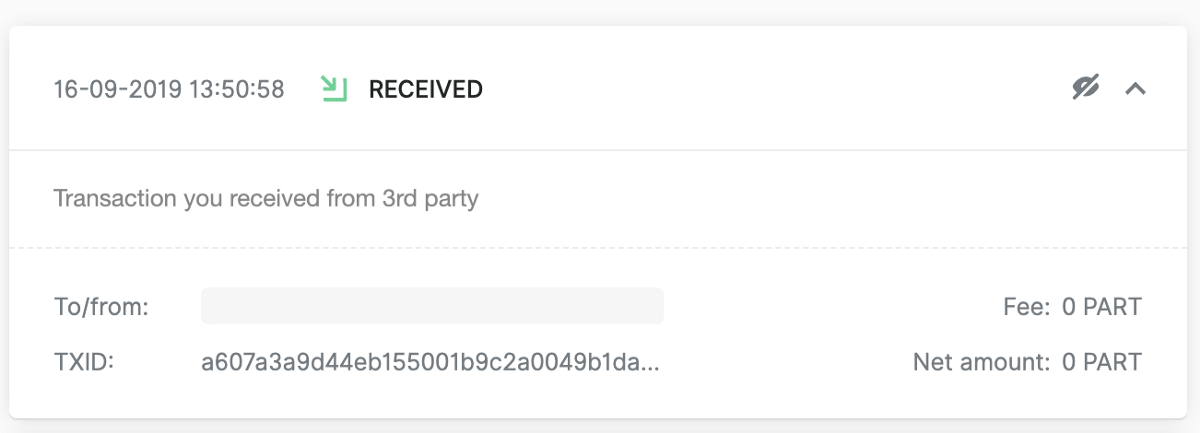 16-09-2019 13:50:58 RECEIVED
Transaction you received from 3rd party
To/from: Fee: 0 PART
TXID: a607a3a9d44eb155001b9c2a0049b1da... Net amount: 0 PART